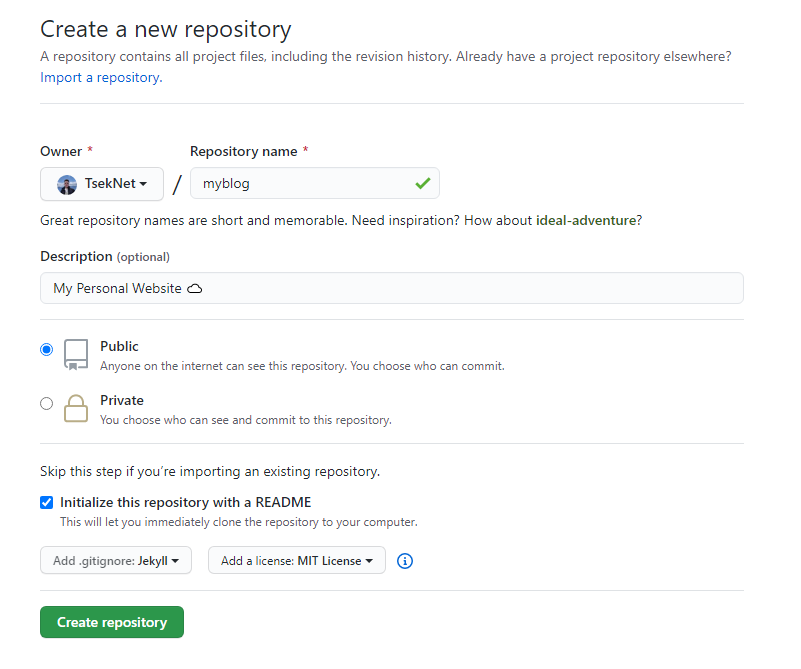 Create a new repository
A repository contains all project files, including the revision history. Already have a project repository elsewhere?
Import a repository.
Owner * Repository name *
TsekNet / myblog
Great repository names are short and memorable. Need inspiration? How about ideal-adventure?
Description (optional)
My Personal Website ☁
Public
Anyone on the internet can see this repository. You choose who can commit.
Private
You choose who can see and commit to this repository.
Skip this step if you’re importing an existing repository.
Initialize this repository with a README
This will let you immediately clone the repository to your computer.
Add .gitignore: Jekyll Add a license: MIT License
Create repository